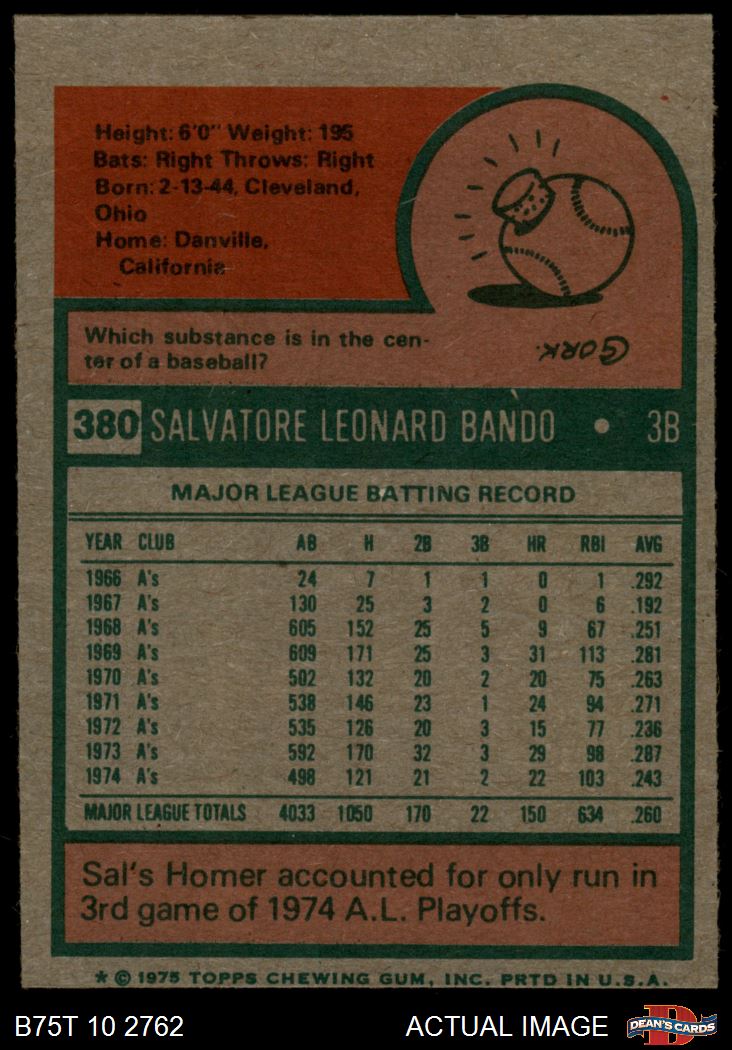 Height: 6'0" Weight: 195
Bats: Right Throws: Right
Born: 2-13-44, Cleveland,
Ohio
Home: Danville,
California
Which substance is in the cen-
ter of a baseball?
CORK.
380 SALVATORE LEONARD BANDO • 3B
MAJOR LEAGUE BATTING RECORD
YEAR CLUB AB H 2B 3B HR RBI AVG
1966 A's 24 7 1 1 0 1 .292
1967 A's 130 25 3 2 0 6 .192
1968 A's 605 152 25 5 9 67 .251
1969 A's 609 171 25 3 31 113 .281
1970 A's 502 132 20 2 20 75 .263
1971 A's 538 146 23 1 24 94 .271
1972 A's 535 126 20 3 15 77 .236
1973 A's 592 170 32 3 29 98 .287
1974 A's 498 121 21 2 22 103 .243
MAJOR LEAGUE TOTALS 4033 1050 170 22 150 634 .260
Sal's Homer accounted for only run in
3rd game of 1974 A.L. Playoffs.
* © 1975 TOPPS CHEWING GUM, INC. PRTD IN U.S.A.
B75T 10 2762 ACTUAL IMAGE DEAN'S CARDS